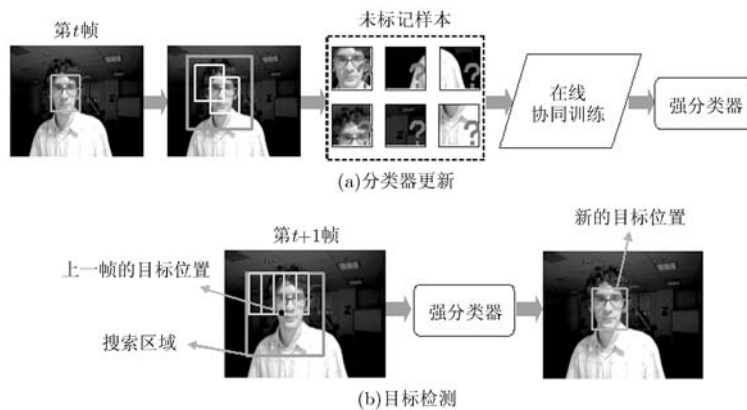 第t帧
未标记样本
?
?
?
?
?
?
在线
协同训练
强分类器
(a)分类器更新
第t+1帧
新的目标位置
上一帧的目标位置
强分类器
搜索区域
(b)目标检测